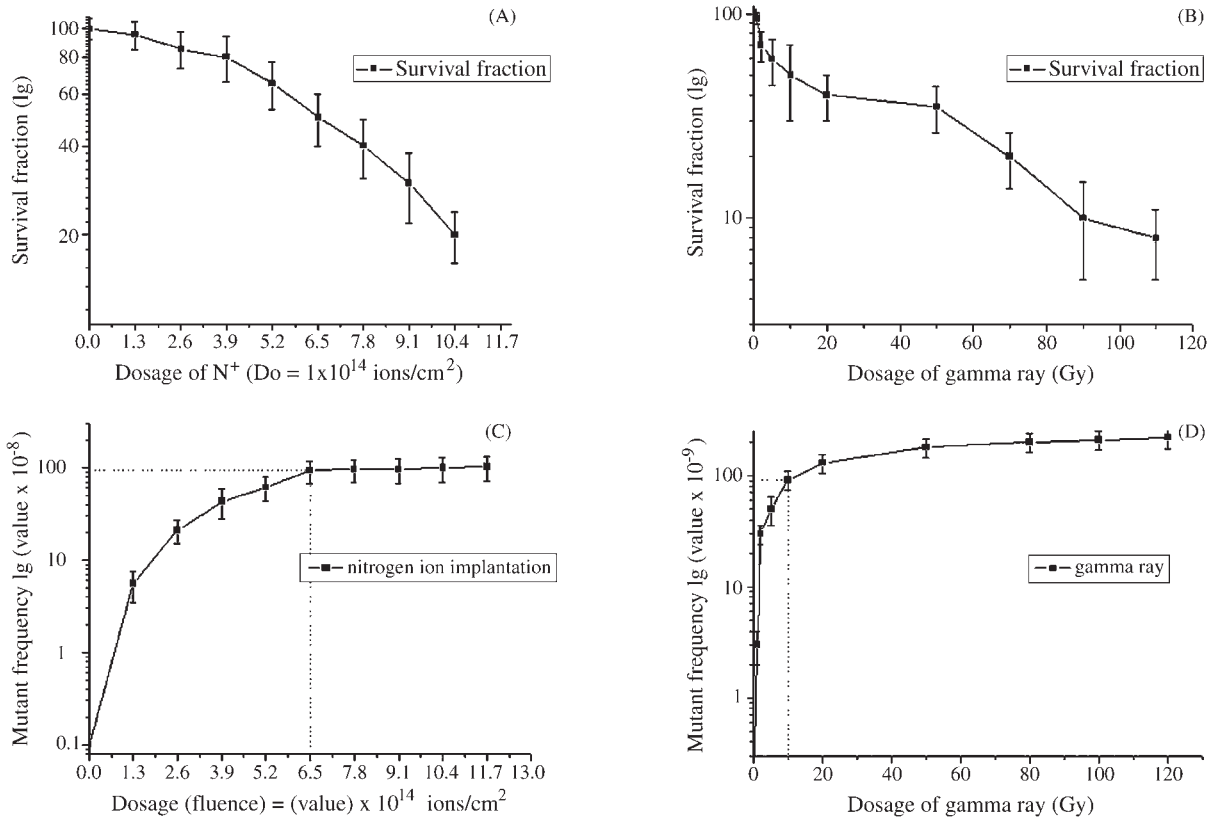 (A)
100
80
60
40
20
Survival fraction (lg)
Survival fraction
0.0 1.3 2.6 3.9 5.2 6.5 7.8 9.1 10.4 11.7
Dosage of N+ (Do = 1x10^14 ions/cm^2)
(B)
100
10
Survival fraction (lg)
Survival fraction
0 20 40 60 80 100 120
Dosage of gamma ray (Gy)
(C)
100
10
1
0.1
Mutant frequency lg (value x 10^-8)
nitrogen ion implantation
0.0 1.3 2.6 3.9 5.2 6.5 7.8 9.1 10.4 11.7 13.0
Dosage (fluence) = (value) x 10^14 ions/cm^2
(D)
100
10
1
Mutant frequency lg (value x 10^-9)
gamma ray
0 20 40 60 80 100 120
Dosage of gamma ray (Gy)